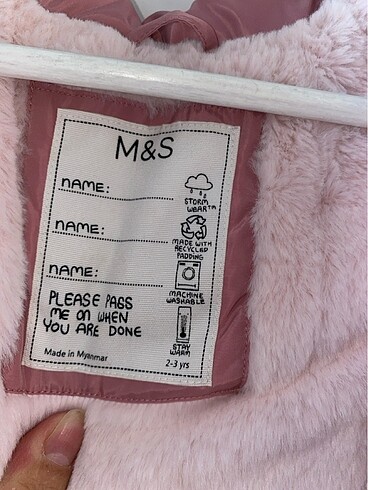 M&S
NAME:
NAME:
NAME:
PLEASE PASS
ME ON WHEN
YOU ARE DONE
Made in Myanmar
STORM
WEAR™
MADE WITH
RECYCLED
PADDING
MACHINE
WASHABLE
STAY
WARM
2-3 yrs